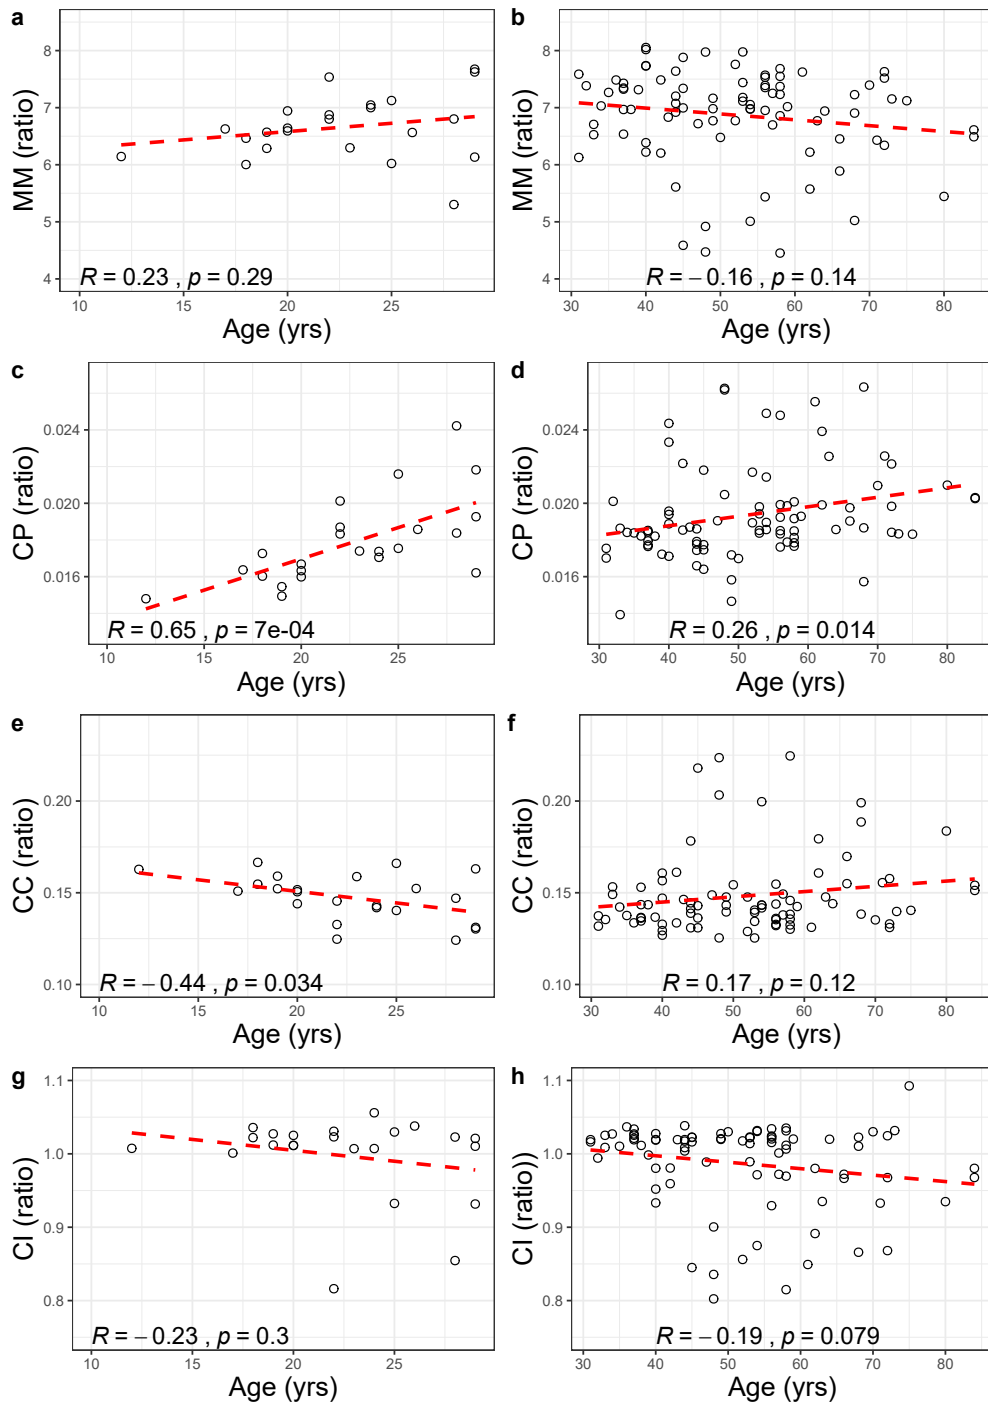 a
MM (ratio)
8
7
6
5
4
R = 0.23 , p = 0.29
10 15 20 25
Age (yrs)
b
MM (ratio)
8
7
6
5
4
R = −0.16 , p = 0.14
30 40 50 60 70 80
Age (yrs)
c
CP (ratio)
0.024
0.020
0.016
R = 0.65 , p = 7e-04
10 15 20 25
Age (yrs)
d
CP (ratio)
0.024
0.020
0.016
R = 0.26 , p = 0.014
30 40 50 60 70 80
Age (yrs)
e
CC (ratio)
0.20
0.15
0.10
R = −0.44 , p = 0.034
10 15 20 25
Age (yrs)
f
CC (ratio)
0.20
0.15
0.10
R = 0.17 , p = 0.12
30 40 50 60 70 80
Age (yrs)
g
CI (ratio)
1.1
1.0
0.9
0.8
R = −0.23 , p = 0.3
10 15 20 25
Age (yrs)
h
CI (ratio))
1.1
1.0
0.9
0.8
R = −0.19 , p = 0.079
30 40 50 60 70 80
Age (yrs)